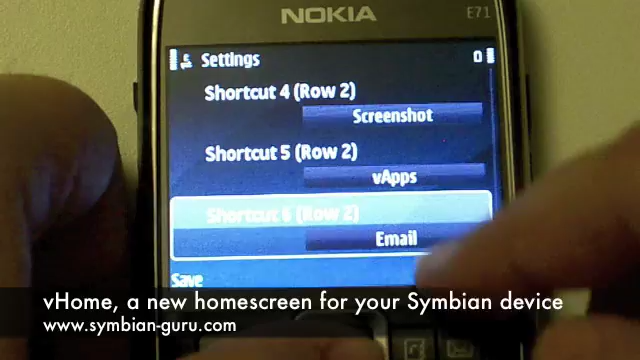 NOKIA E71
Settings
Shortcut 4 (Row 2)
Screenshot
Shortcut 5 (Row 2)
vApps
Shortcut 6 (Row 2)
Email
Save
vHome, a new homescreen for your Symbian device
www.symbian-guru.com